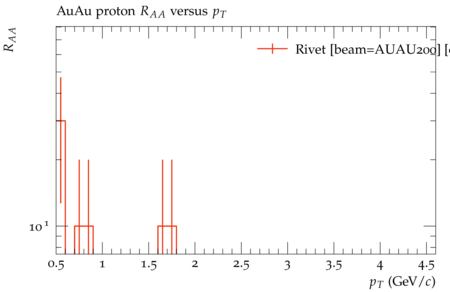 AuAu proton R_AA versus p_T
R_AA
Rivet [beam=AUAU200] [
10^1
0.5 1 1.5 2 2.5 3 3.5 4 4.5
p_T (GeV/c)